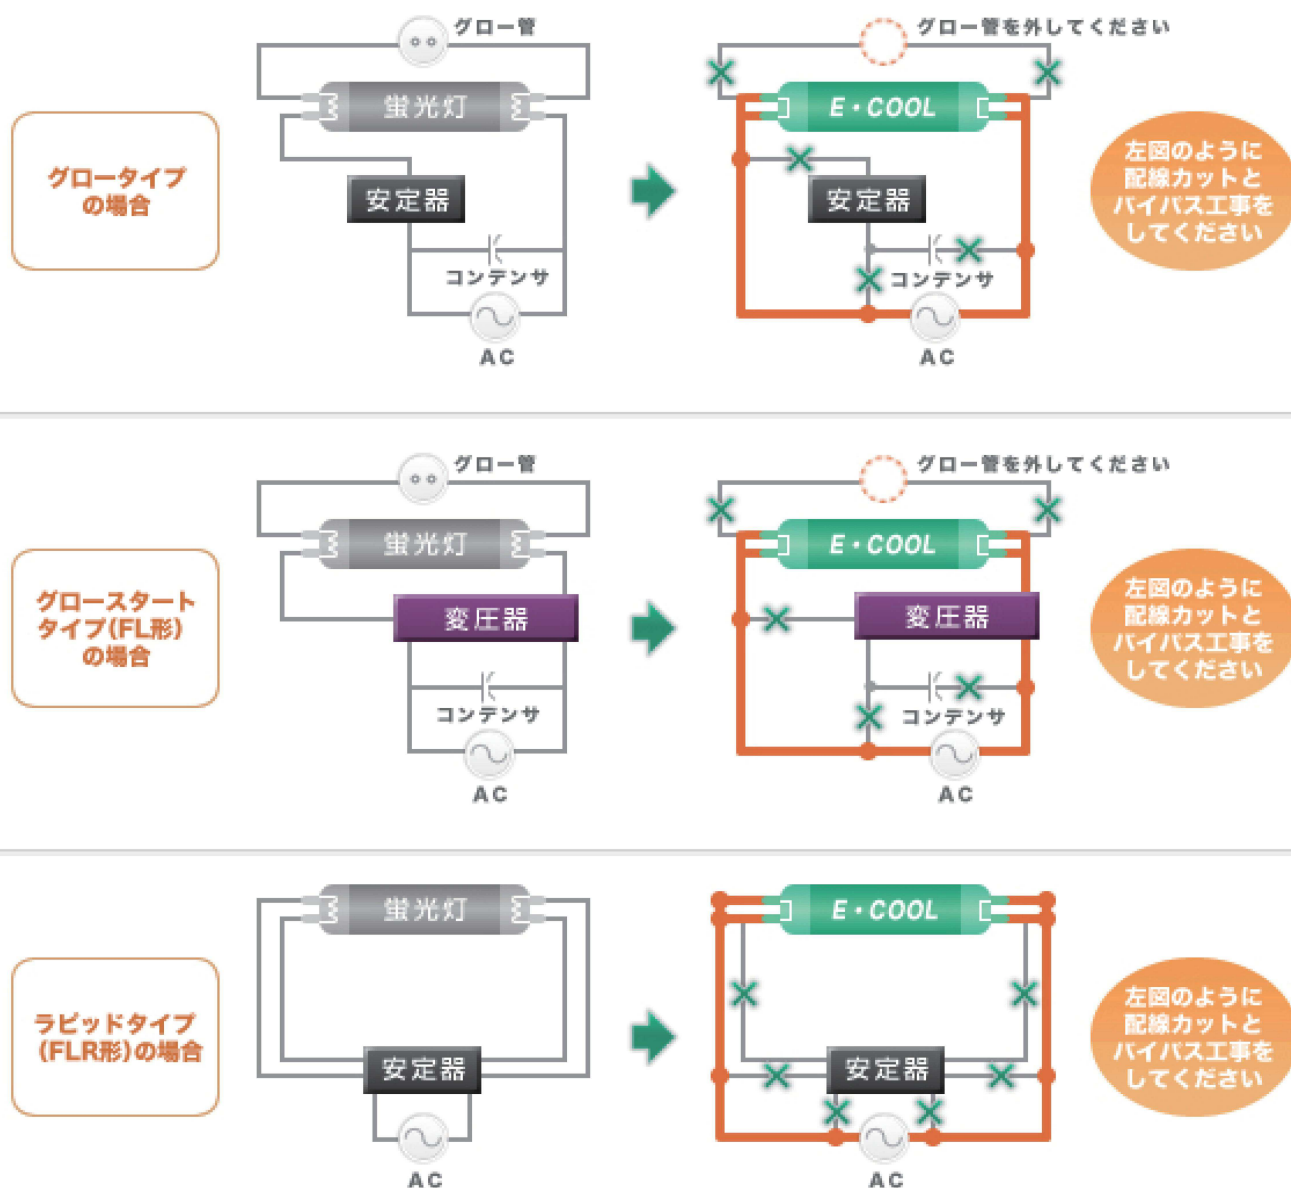 グロー管
グロー管を外してください
蛍光灯
E・COOL
グロータイプ
の場合
安定器
安定器
左図のように
配線カットと
バイパス工事を
してください
コンデンサ
コンデンサ
AC
AC
グロー管
グロー管を外してください
蛍光灯
E・COOL
グロースタート
タイプ(FL形)
の場合
変圧器
変圧器
左図のように
配線カットと
バイパス工事を
してください
コンデンサ
コンデンサ
AC
AC
蛍光灯
E・COOL
ラピッドタイプ
(FLR形)の場合
安定器
安定器
左図のように
配線カットと
バイパス工事を
してください
AC
AC